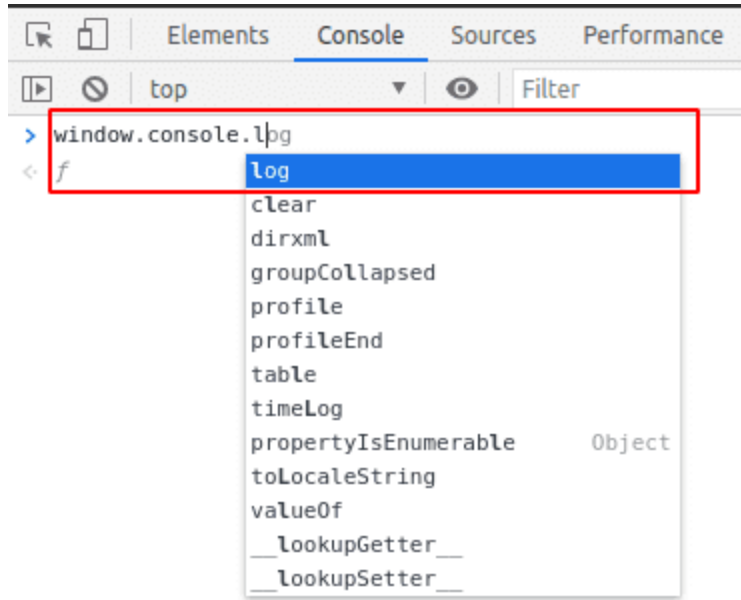 Elements Console Sources Performance
top ▼ Filter
> window.console.log
<· f
log
clear
dirxml
groupCollapsed
profile
profileEnd
table
timeLog
propertyIsEnumerable Object
toLocaleString
valueOf
__lookupGetter__
__lookupSetter__